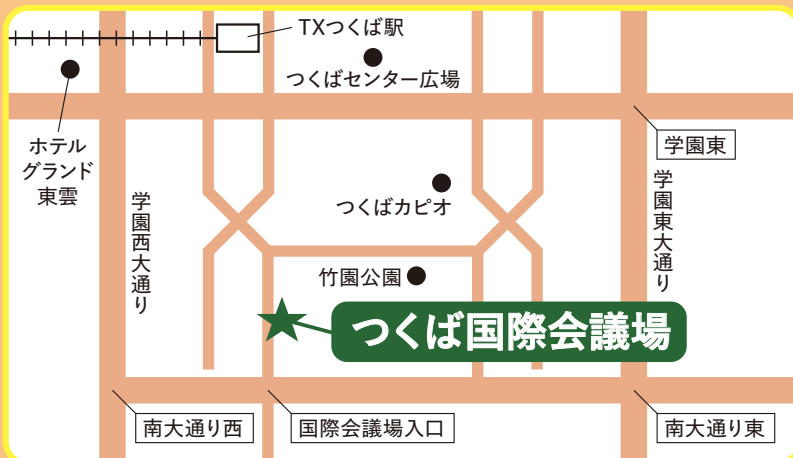 TXつくば駅
つくばセンター広場
ホテル
グランド
東雲
学園東
つくばカピオ
学園西大通り
学園東大通り
竹園公園
つくば国際会議場
南大通り西
国際会議場入口
南大通り東